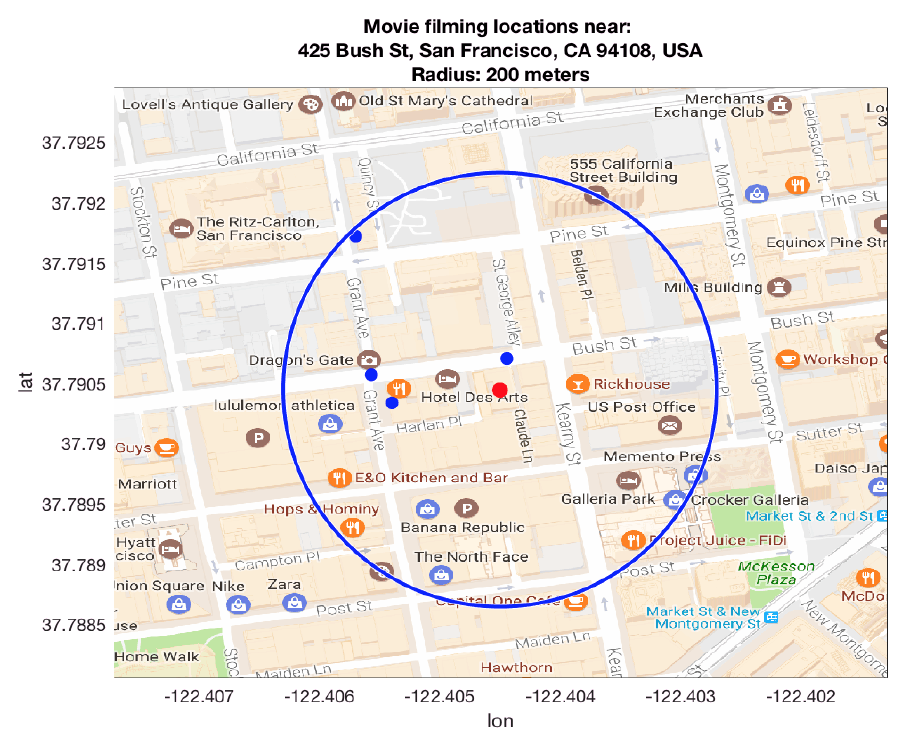 Movie filming locations near:
425 Bush St, San Francisco, CA 94108, USA
Radius: 200 meters
Lovell's Antique Gallery
Old St Mary's Cathedral
Merchants
Exchange Club
Leidesdorff St
California St
California St
37.7925
Quincy S
555 California
Street Building
Stockton St
Montgomery St
37.792
Pine St
The Ritz-Carlton,
San Francisco
Pine St
Equinox Pine Str
37.7915
Pine St
St George Alley
Belden Pl
Mills Building
Grant Ave
37.791
Bush St
Bush St
Dragon's Gate
Trinity Pl
Workshop C
lat
37.7905
Hotel Des Arts
Rickhouse
lululemon athletica
Grant Ave
Harlan Pl
Claude Ln
Kearny St
US Post Office
Montgomery St
37.79
Guys
Sutter St
Memento Press
Daiso Jap
Marriott
E&O Kitchen and Bar
Galleria Park
Crocker Galleria
37.7895
Hops & Hominy
Banana Republic
Market St & 2nd St
tter St
Hyatt
cisco
Project Juice - FiDi
37.789
Campton Pl
The North Face
Post St
McKesson
Plaza
nion Square
Nike
Zara
Capital One Café
McDo
Post St
Market St & New
Montgomery St
New Montgom
37.7885
use
Maiden Ln
Home Walk
Stoc
Maiden Ln
Hawthorn
Kear
-122.407
-122.406
-122.405
-122.404
-122.403
-122.402
lon